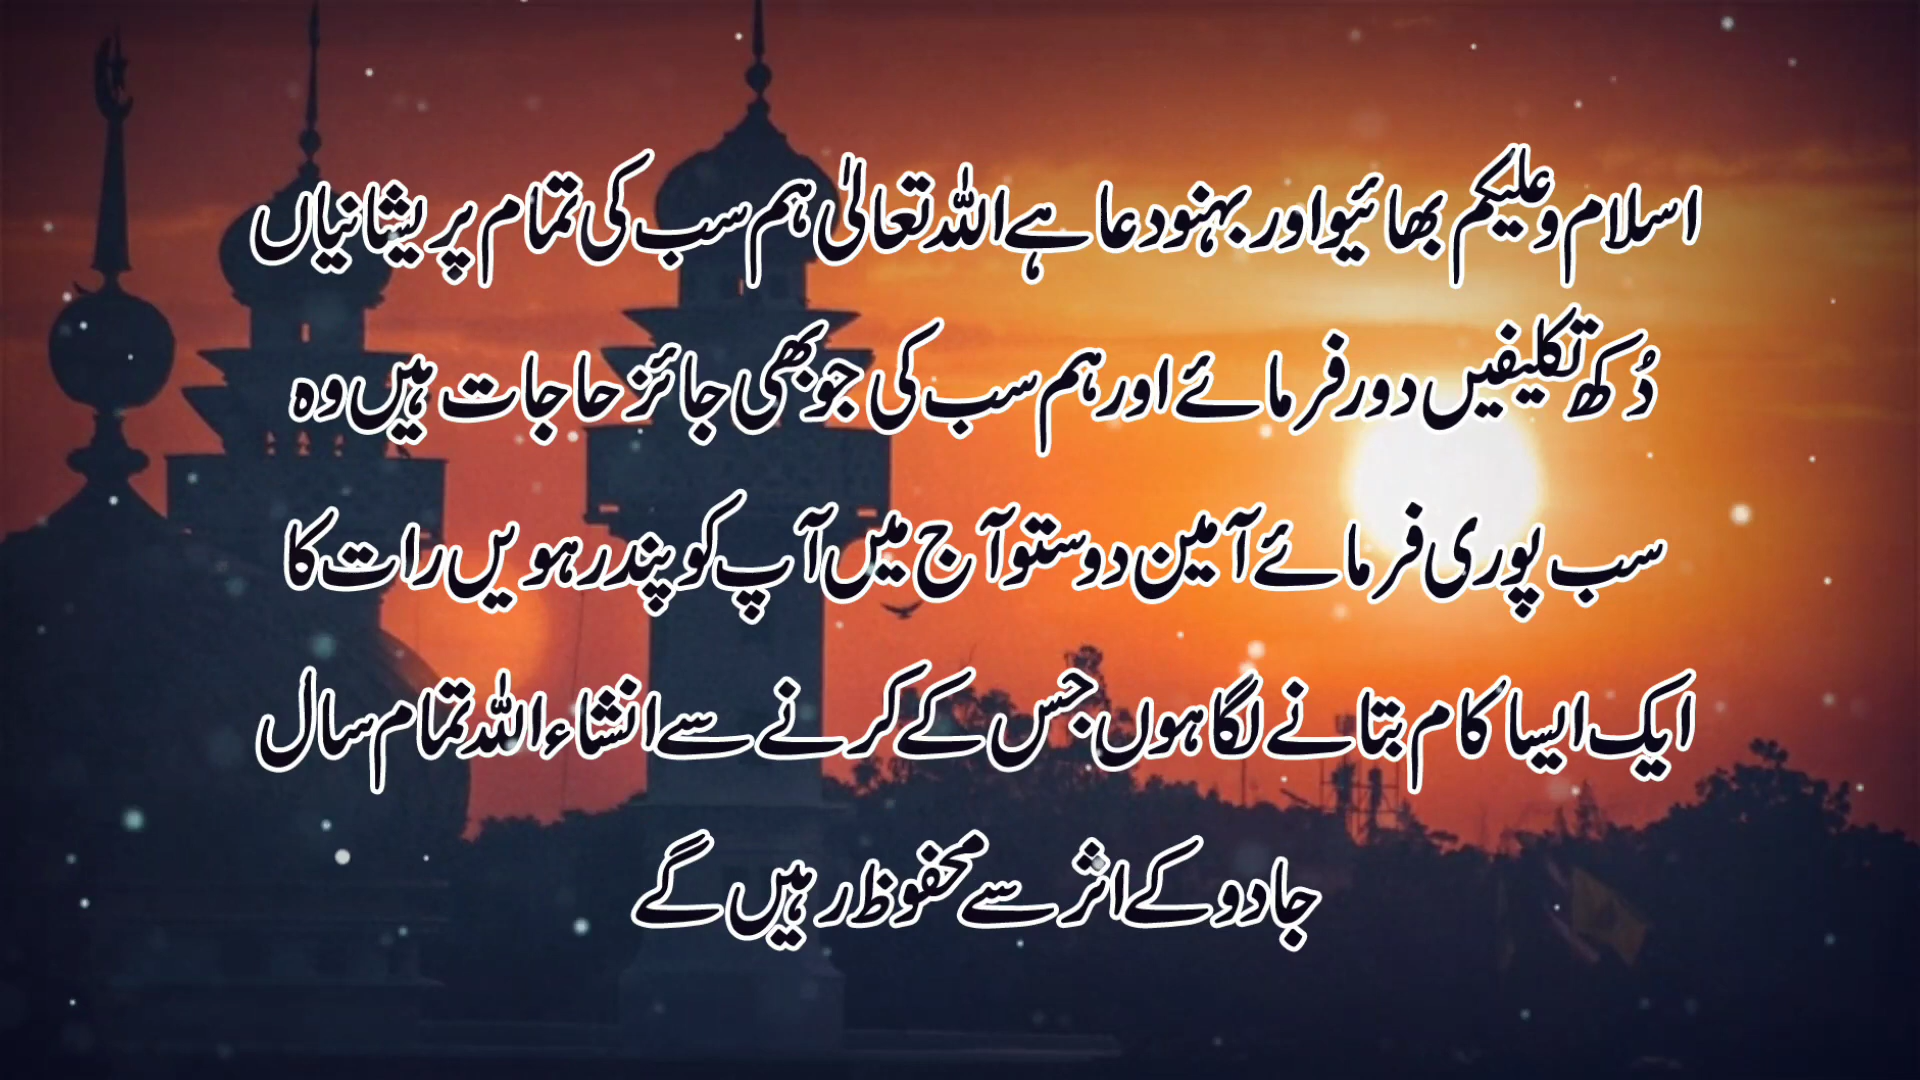 اسلام و علیکم بھائیو اور بہنو دعا ہے اللہ تعالیٰ ہم سب کی تمام پریشانیاں
دُکھ تکلیفیں دور فرمائے اور ہم سب کی جو بھی جائز حاجات ہیں وہ
سب پوری فرمائے آمین دوستو آج میں آپ کو پندرہویں رات کا
ایک ایسا کام بتانے لگا ہوں جس کے کرنے سے انشاء اللہ تمام سال
جادو کے اثر سے محفوظ رہیں گے